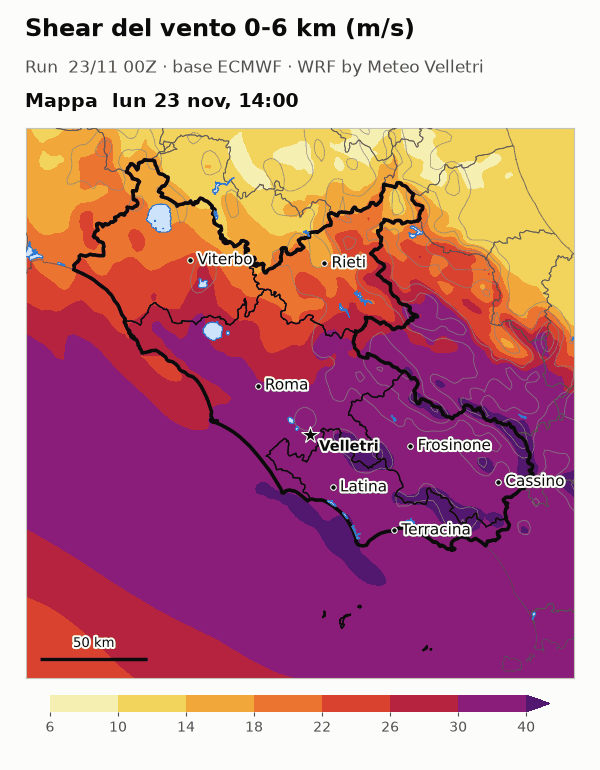 Shear del vento 0-6 km (m/s)
Run  23/11 00Z · base ECMWF · WRF by Meteo Velletri
Mappa  lun 23 nov, 14:00
Viterbo
Rieti
Roma
Velletri
Frosinone
Cassino
Latina
Terracina
50 km
6 10 14 18 22 26 30 40